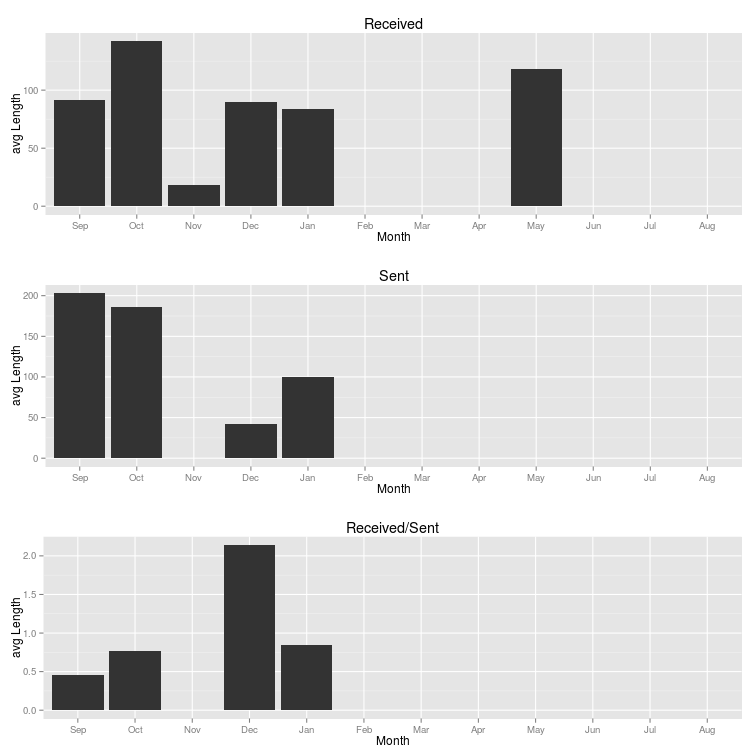 Received
avg Length
100
50
0
Sep Oct Nov Dec Jan Feb Mar Apr May Jun Jul Aug
Month
Sent
avg Length
200
150
100
50
0
Sep Oct Nov Dec Jan Feb Mar Apr May Jun Jul Aug
Month
Received/Sent
avg Length
2.0
1.5
1.0
0.5
0.0
Sep Oct Nov Dec Jan Feb Mar Apr May Jun Jul Aug
Month